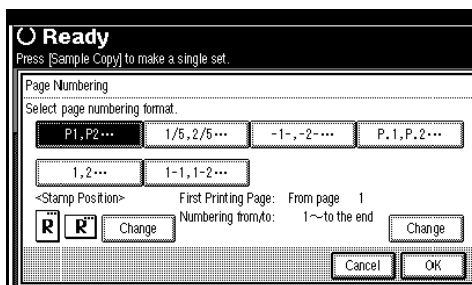 Ready
Press [Sample Copy] to make a single set.
Page Numbering
Select page numbering format.
P1,P2··· 1/5,2/5··· -1-,-2-··· P.1,P.2···
1,2··· 1-1,1-2···
<Stamp Position> First Printing Page: From page 1
R R Change Numbering from/to: 1～to the end Change
Cancel OK